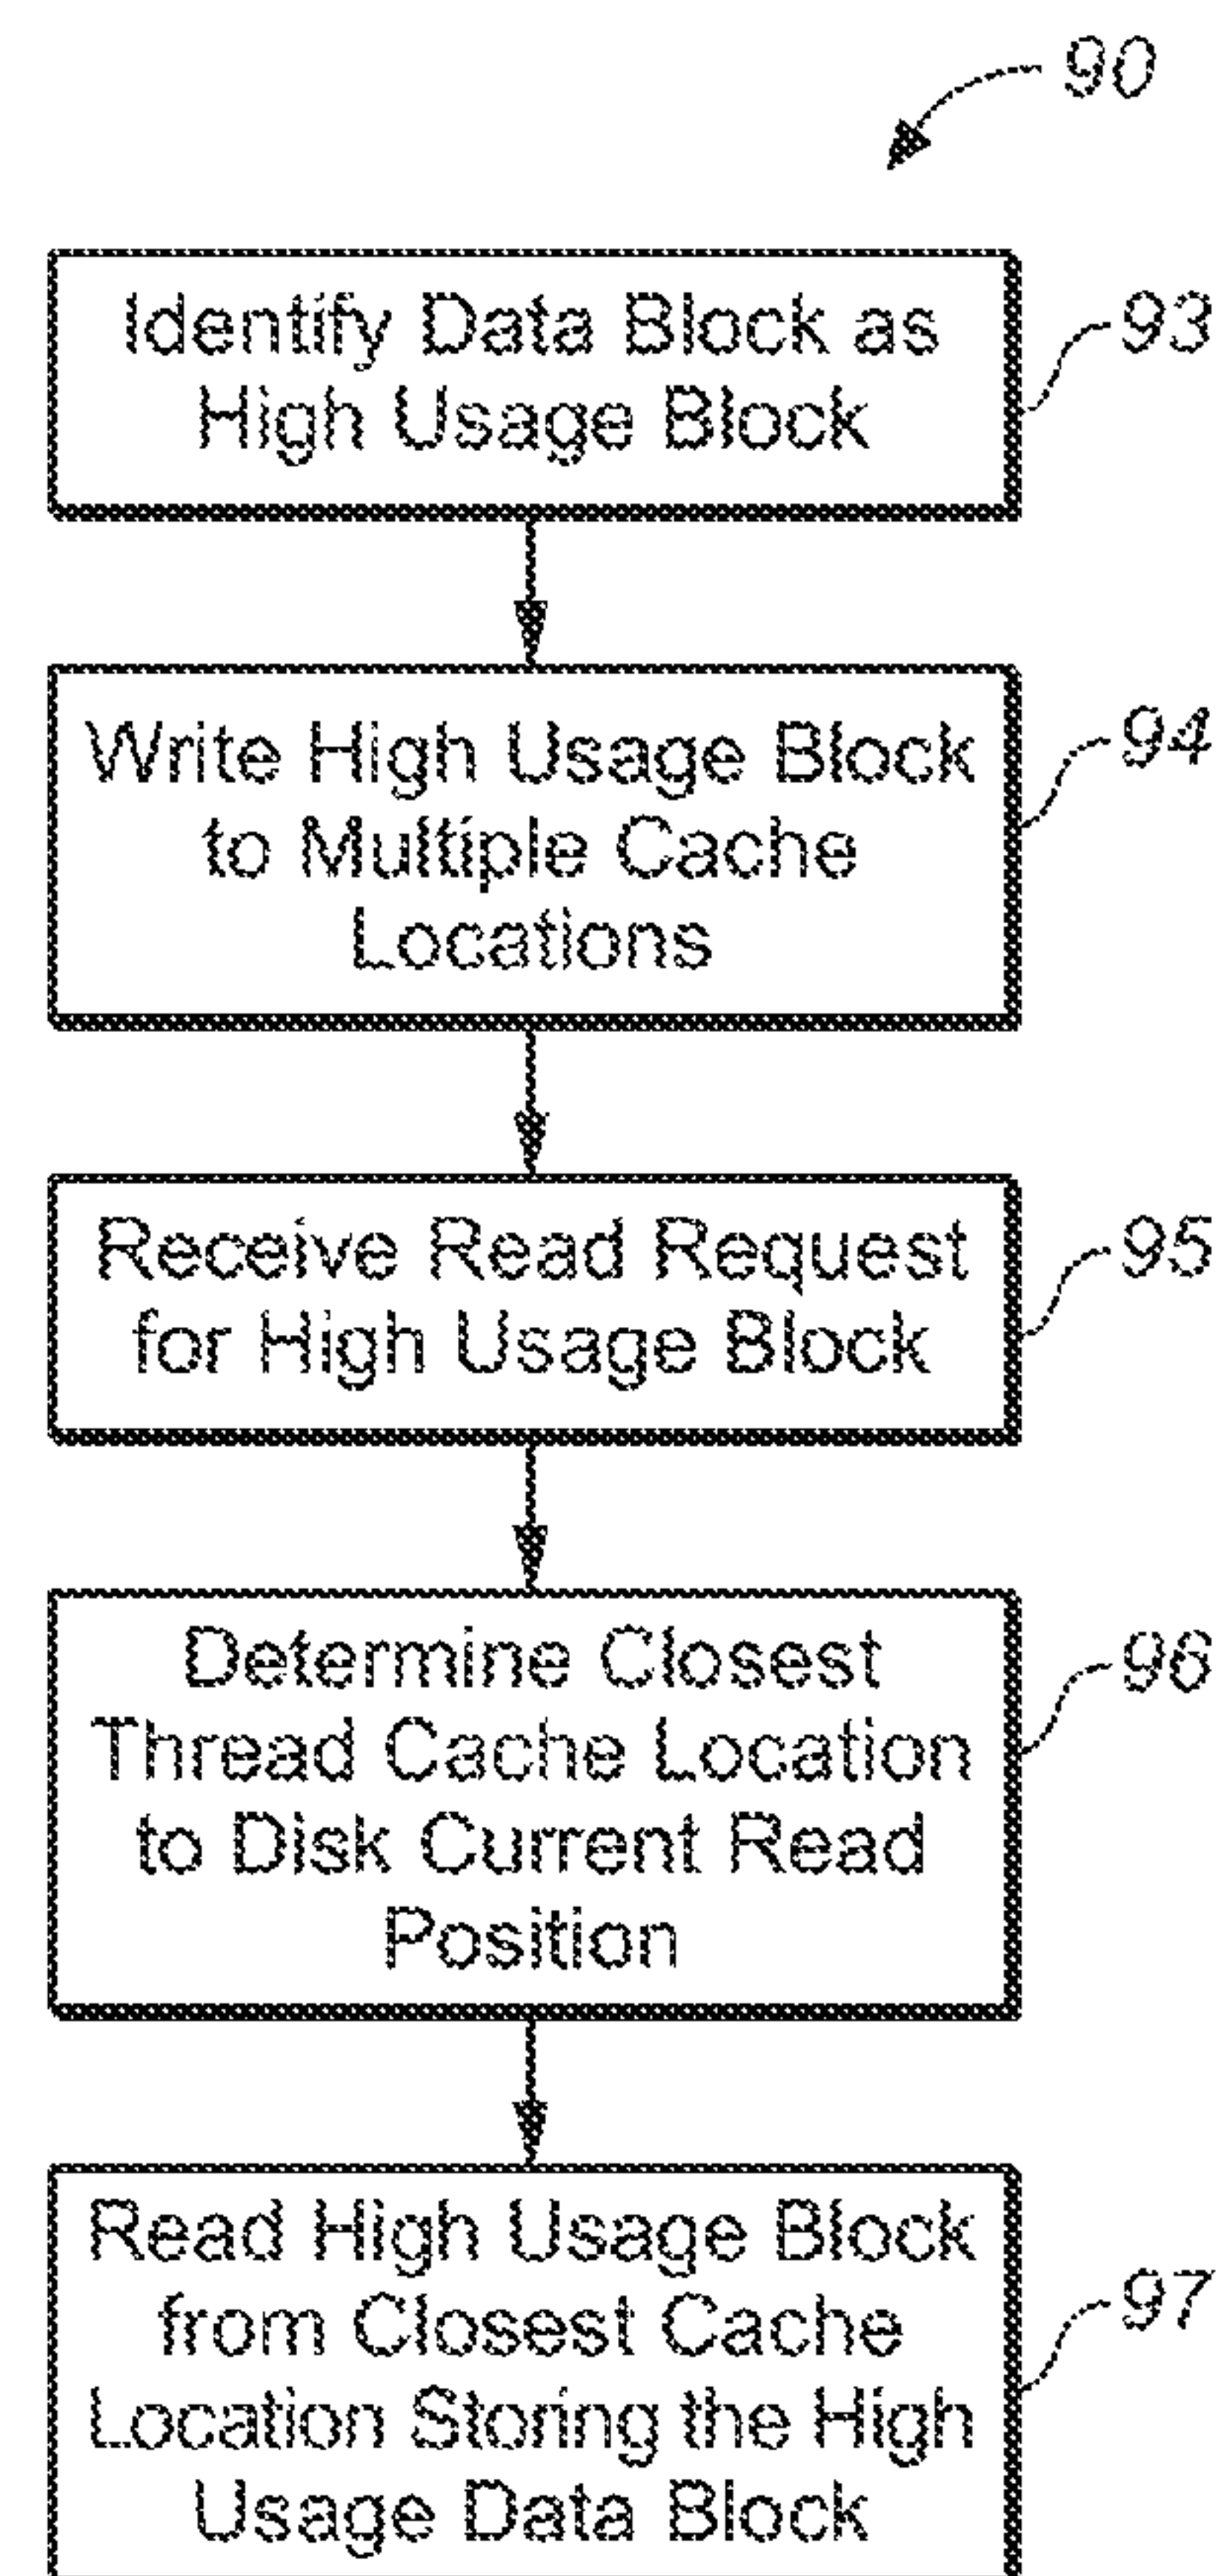 90
Identify Data Block as
High Usage Block
93
Write High Usage Block
to Multiple Cache
Locations
94
Receive Read Request
for High Usage Block
95
Determine Closest
Thread Cache Location
to Disk Current Read
Position
96
Read High Usage Block
from Closest Cache
Location Storing the High
Usage Data Block
97